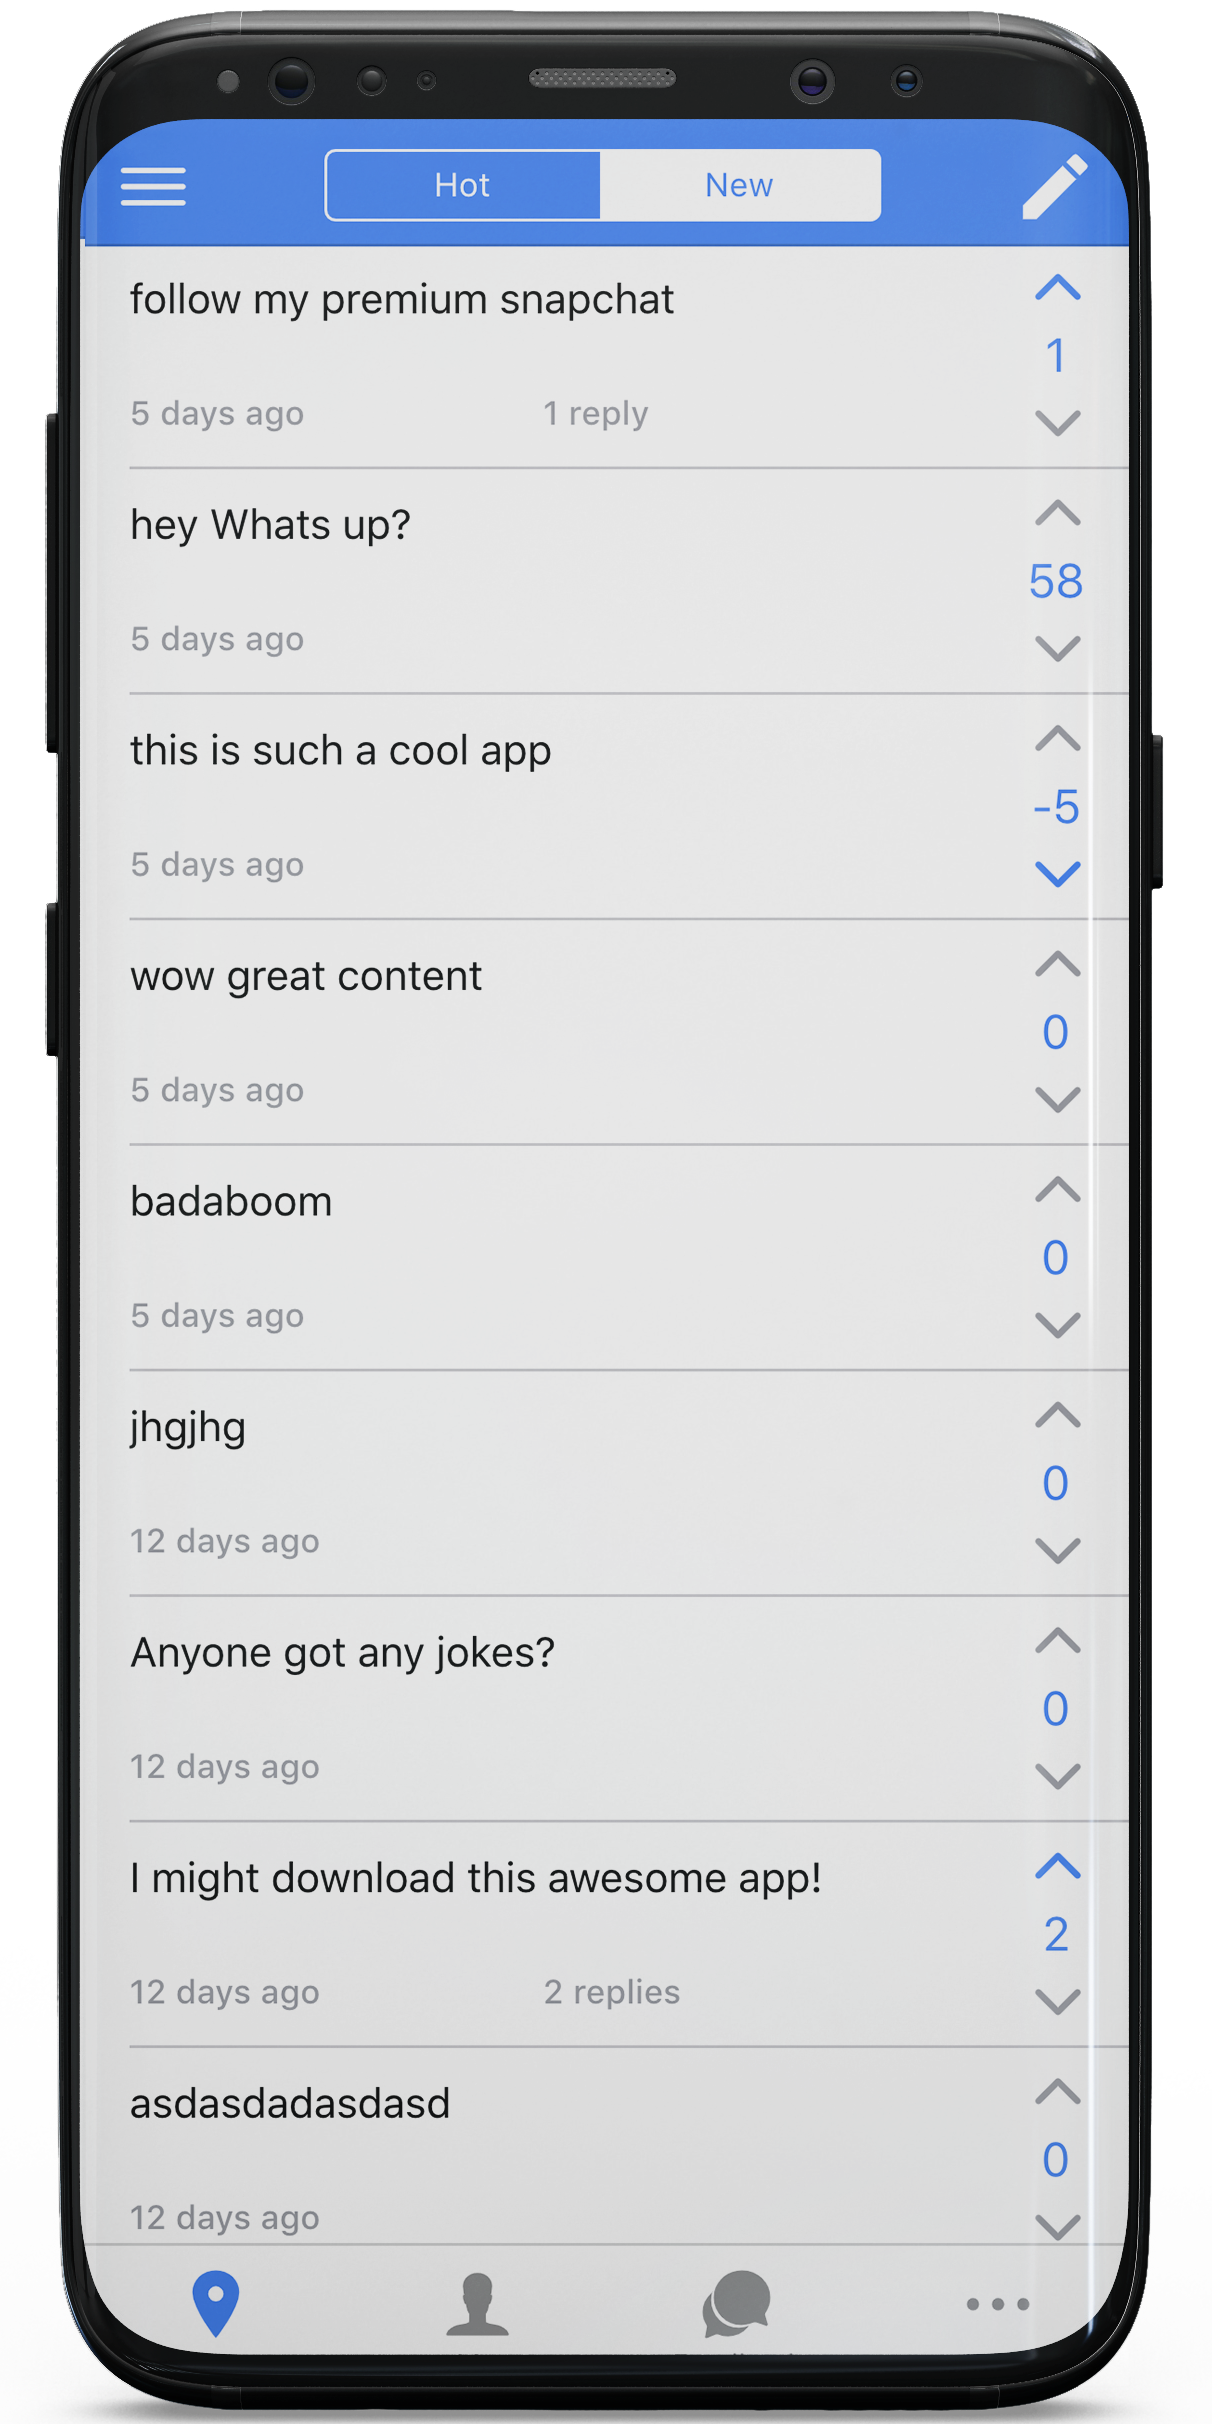 Hot New
follow my premium snapchat
1
5 days ago 1 reply
hey Whats up?
58
5 days ago
this is such a cool app
-5
5 days ago
wow great content
0
5 days ago
badaboom
0
5 days ago
jhgjhg
0
12 days ago
Anyone got any jokes?
0
12 days ago
I might download this awesome app!
2
12 days ago 2 replies
asdasdadasdasd
0
12 days ago